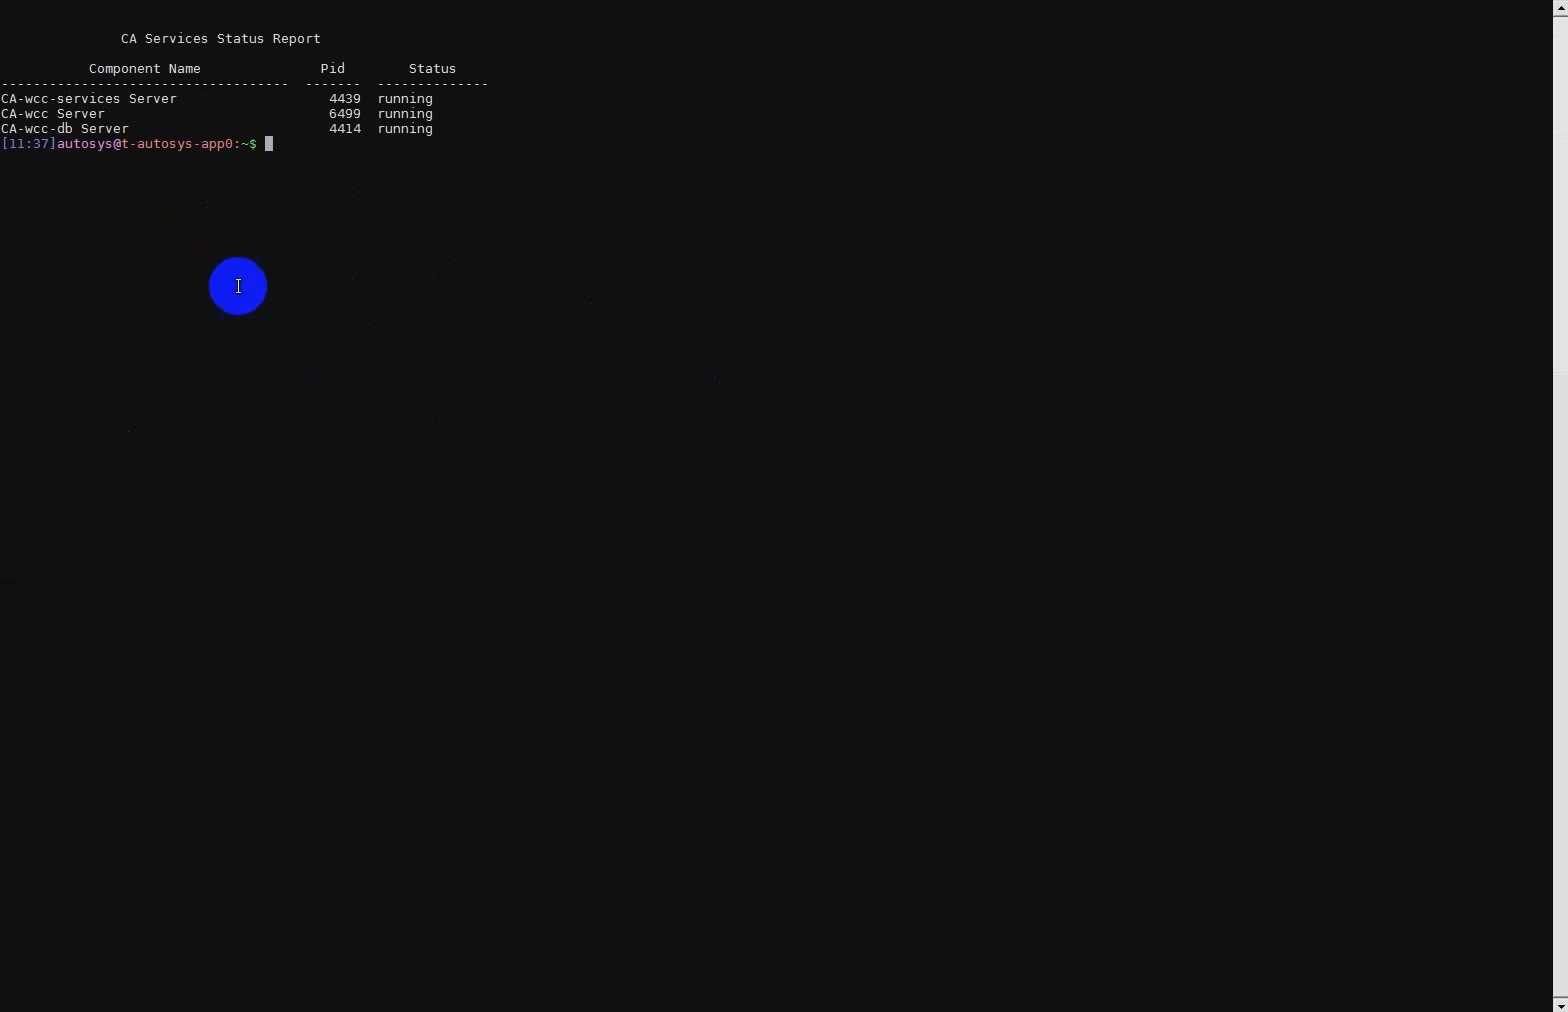 CA Services Status Report
Component Name Pid Status
------------------------------------ ------- --------------
CA-wcc-services Server 4439 running
CA-wcc Server 6499 running
CA-wcc-db Server 4414 running
[11:37]autosys@t-autosys-app0:~$